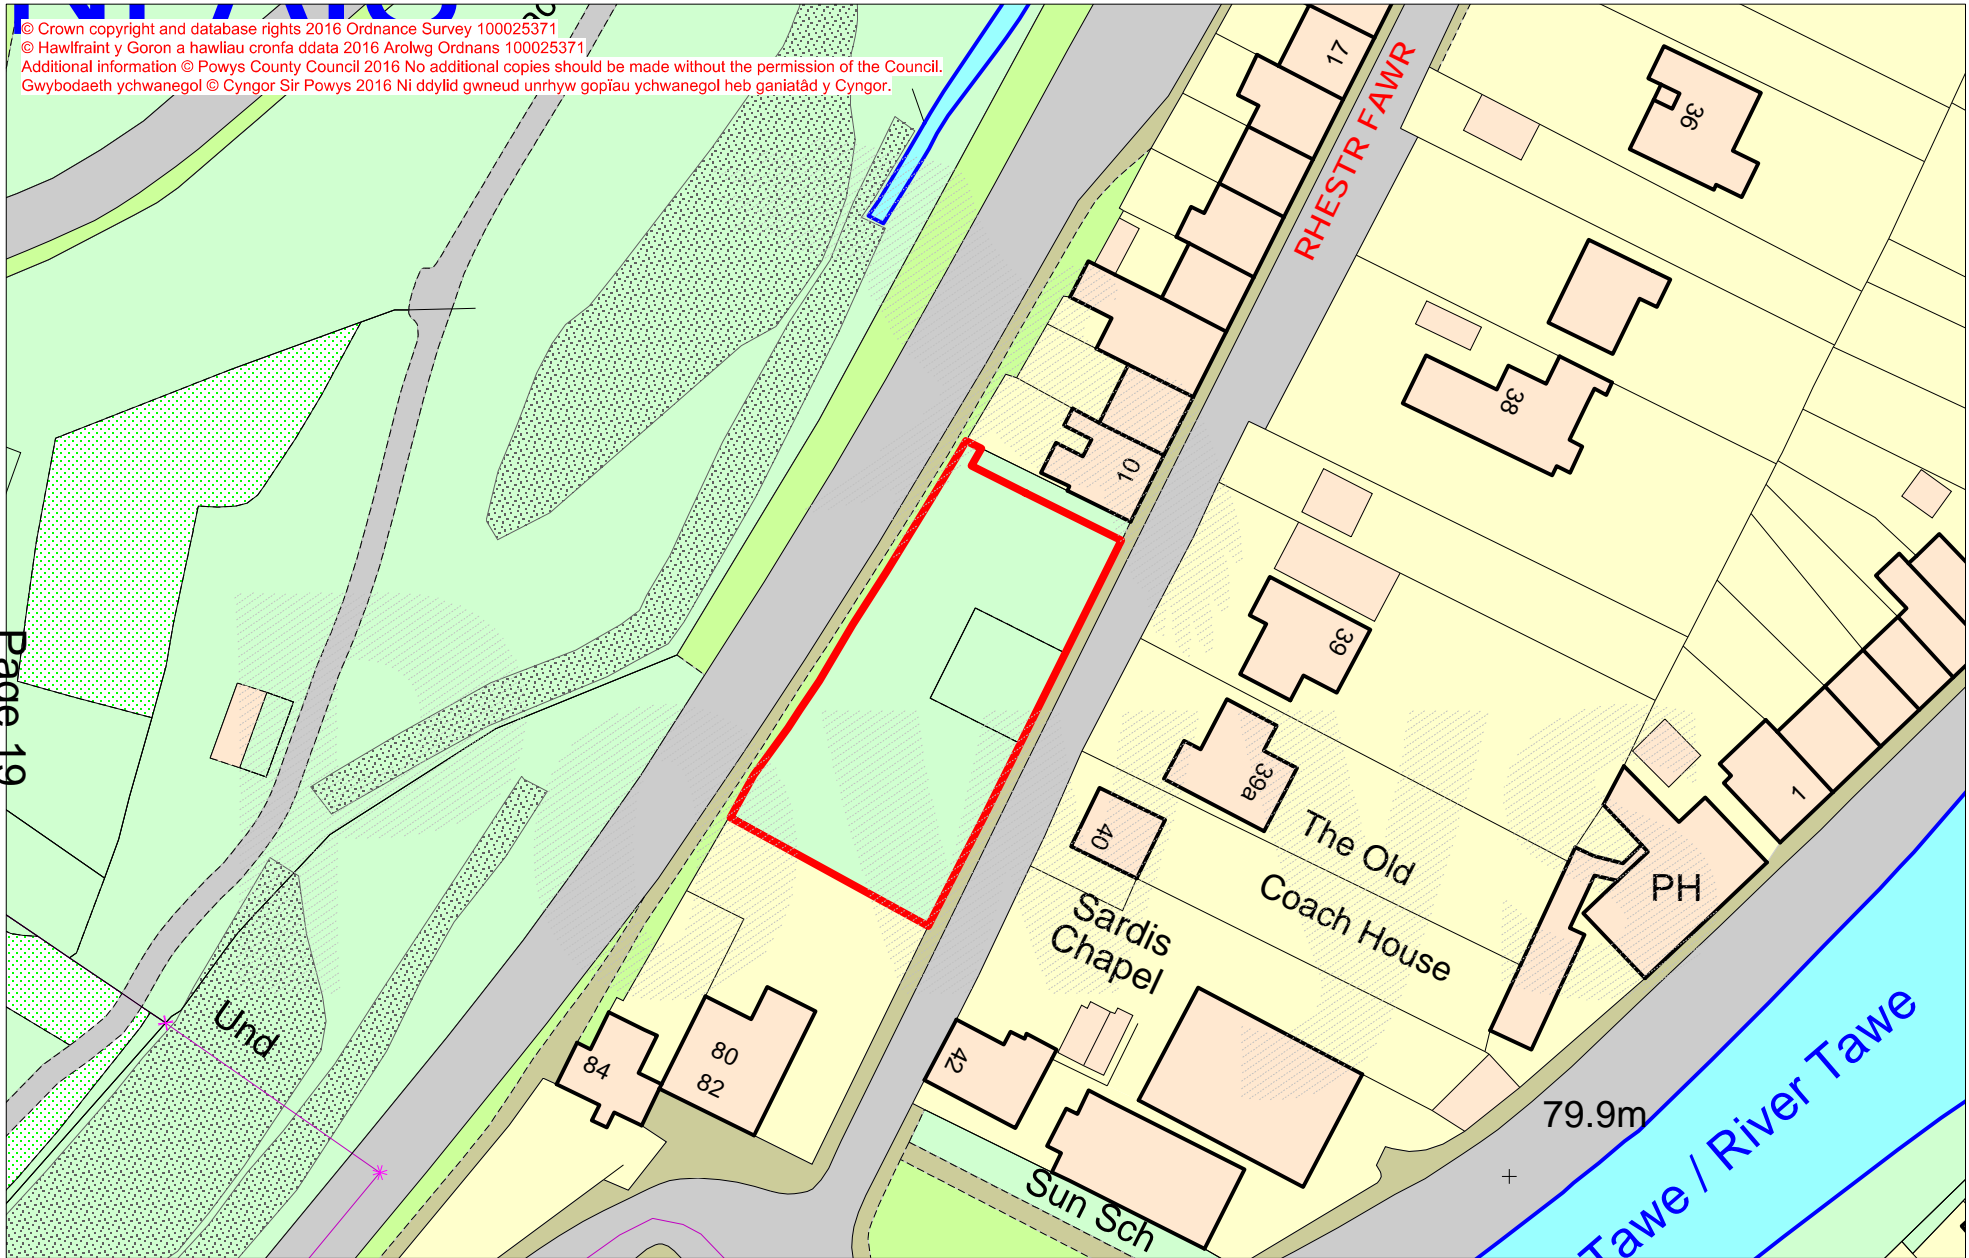 © Crown copyright and database rights 2016 Ordnance Survey 100025371
© Hawlfraint y Goron a hawliau cronfa ddata 2016 Arolwg Ordnans 100025371
Additional information © Powys County Council 2016 No additional copies should be made without the permission of the Council.
Gwybodaeth ychwanegol © Cyngor Sir Powys 2016 Ni ddylid gwneud unrhyw gopïau ychwanegol heb ganiatâd y Cyngor.
17
RHESTR FAWR
36
38
10
39
Page 19
39a
40
1
The Old
Coach House
PH
Sardis
Chapel
Und
80
82
84
42
79.9m
Sun Sch
Tawe / River Tawe